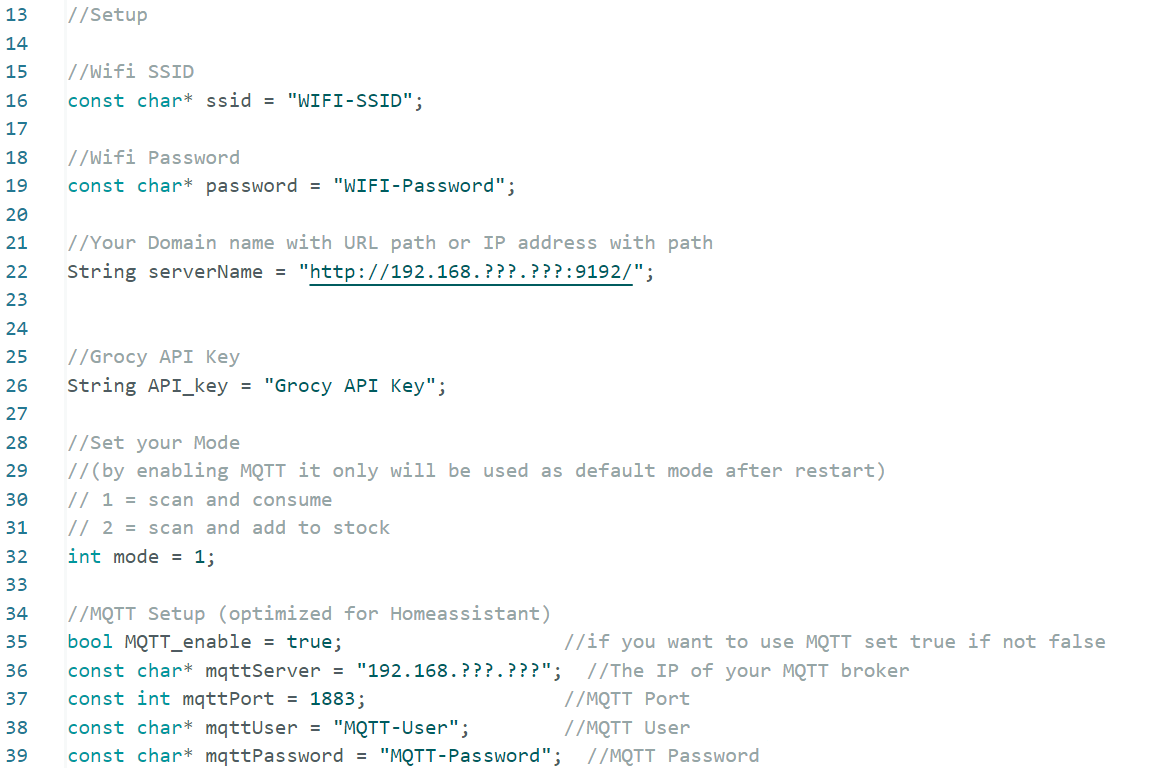 13 //Setup
14
15 //Wifi SSID
16 const char* ssid = "WIFI-SSID";
17
18 //Wifi Password
19 const char* password = "WIFI-Password";
20
21 //Your Domain name with URL path or IP address with path
22 String serverName = "http://192.168.???.???:9192/";
23
24
25 //Grocy API Key
26 String API_key = "Grocy API Key";
27
28 //Set your Mode
29 //(by enabling MQTT it only will be used as default mode after restart)
30 // 1 = scan and consume
31 // 2 = scan and add to stock
32 int mode = 1;
33
34 //MQTT Setup (optimized for Homeassistant)
35 bool MQTT_enable = true; //if you want to use MQTT set true if not false
36 const char* mqttServer = "192.168.???.???"; //The IP of your MQTT broker
37 const int mqttPort = 1883; //MQTT Port
38 const char* mqttUser = "MQTT-User"; //MQTT User
39 const char* mqttPassword = "MQTT-Password"; //MQTT Password